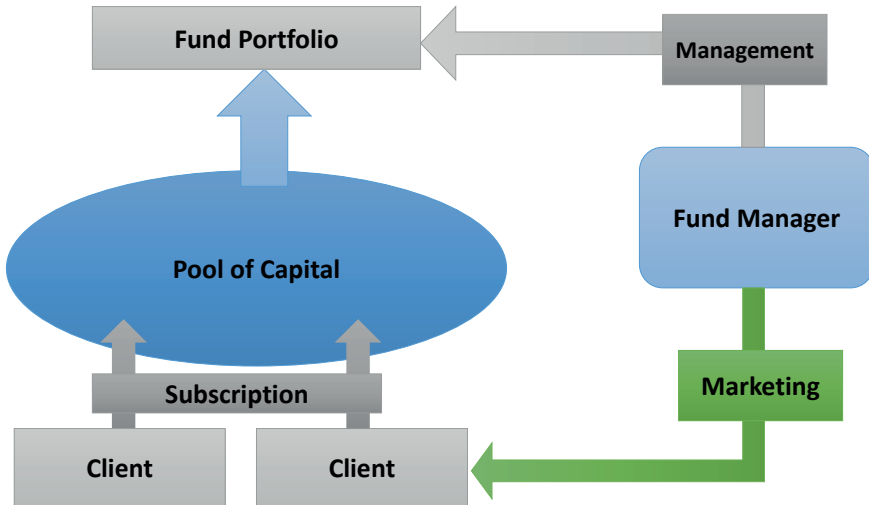 Fund Portfolio
Management
Fund Manager
Pool of Capital
Subscription
Marketing
Client
Client